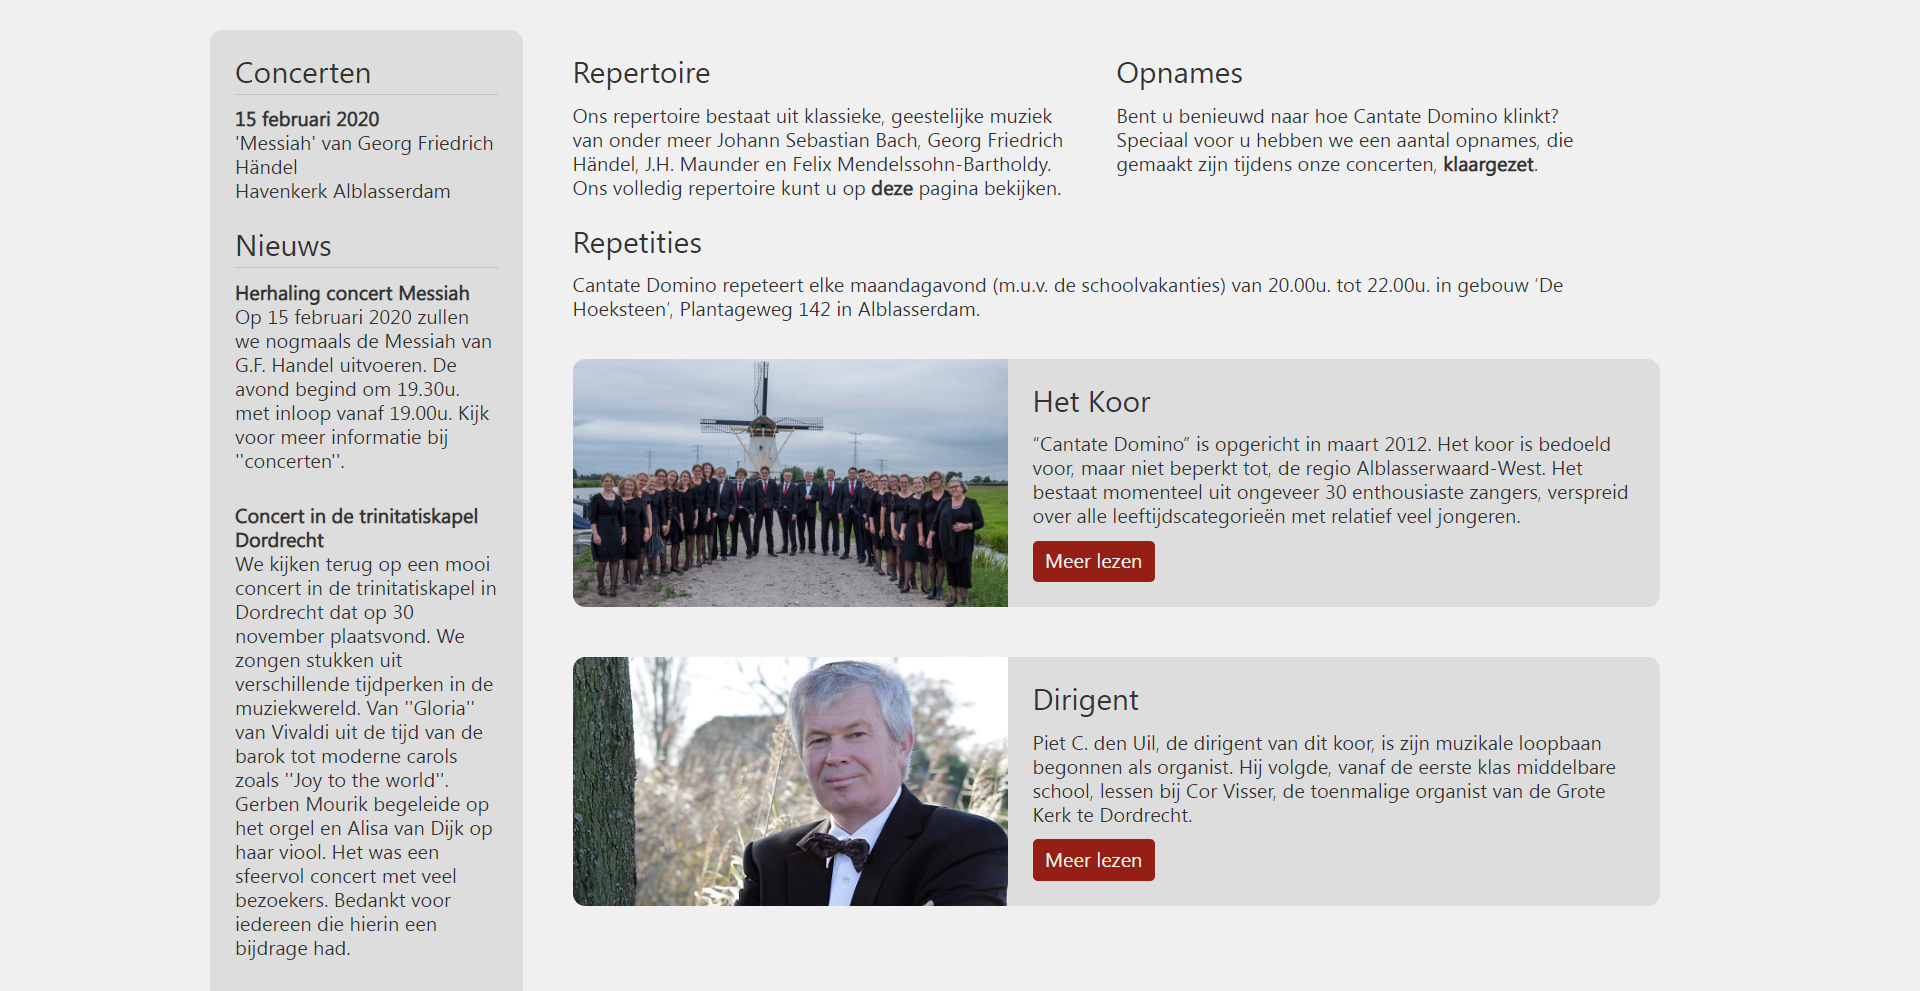 Concerten
15 februari 2020
'Messiah' van Georg Friedrich
Händel
Havenkerk Alblasserdam
Nieuws
Herhaling concert Messiah
Op 15 februari 2020 zullen
we nogmaals de Messiah van
G.F. Handel uitvoeren. De
avond begind om 19.30u.
met inloop vanaf 19.00u. Kijk
voor meer informatie bij
''concerten''.
Concert in de trinitatiskapel
Dordrecht
We kijken terug op een mooi
concert in de trinitatiskapel in
Dordrecht dat op 30
november plaatsvond. We
zongen stukken uit
verschillende tijdperken in de
muziekwereld. Van ''Gloria''
van Vivaldi uit de tijd van de
barok tot moderne carols
zoals ''Joy to the world''.
Gerben Mourik begeleide op
het orgel en Alisa van Dijk op
haar viool. Het was een
sfeervol concert met veel
bezoekers. Bedankt voor
iedereen die hierin een
bijdrage had.
Repertoire
Ons repertoire bestaat uit klassieke, geestelijke muziek
van onder meer Johann Sebastian Bach, Georg Friedrich
Händel, J.H. Maunder en Felix Mendelssohn-Bartholdy.
Ons volledig repertoire kunt u op deze pagina bekijken.
Opnames
Bent u benieuwd naar hoe Cantate Domino klinkt?
Speciaal voor u hebben we een aantal opnames, die
gemaakt zijn tijdens onze concerten, klaargezet.
Repetities
Cantate Domino repeteert elke maandagavond (m.u.v. de schoolvakanties) van 20.00u. tot 22.00u. in gebouw ‘De
Hoeksteen’, Plantageweg 142 in Alblasserdam.
Het Koor
“Cantate Domino” is opgericht in maart 2012. Het koor is bedoeld
voor, maar niet beperkt tot, de regio Alblasserwaard-West. Het
bestaat momenteel uit ongeveer 30 enthousiaste zangers, verspreid
over alle leeftijdscategorieën met relatief veel jongeren.
Meer lezen
Dirigent
Piet C. den Uil, de dirigent van dit koor, is zijn muzikale loopbaan
begonnen als organist. Hij volgde, vanaf de eerste klas middelbare
school, lessen bij Cor Visser, de toenmalige organist van de Grote
Kerk te Dordrecht.
Meer lezen